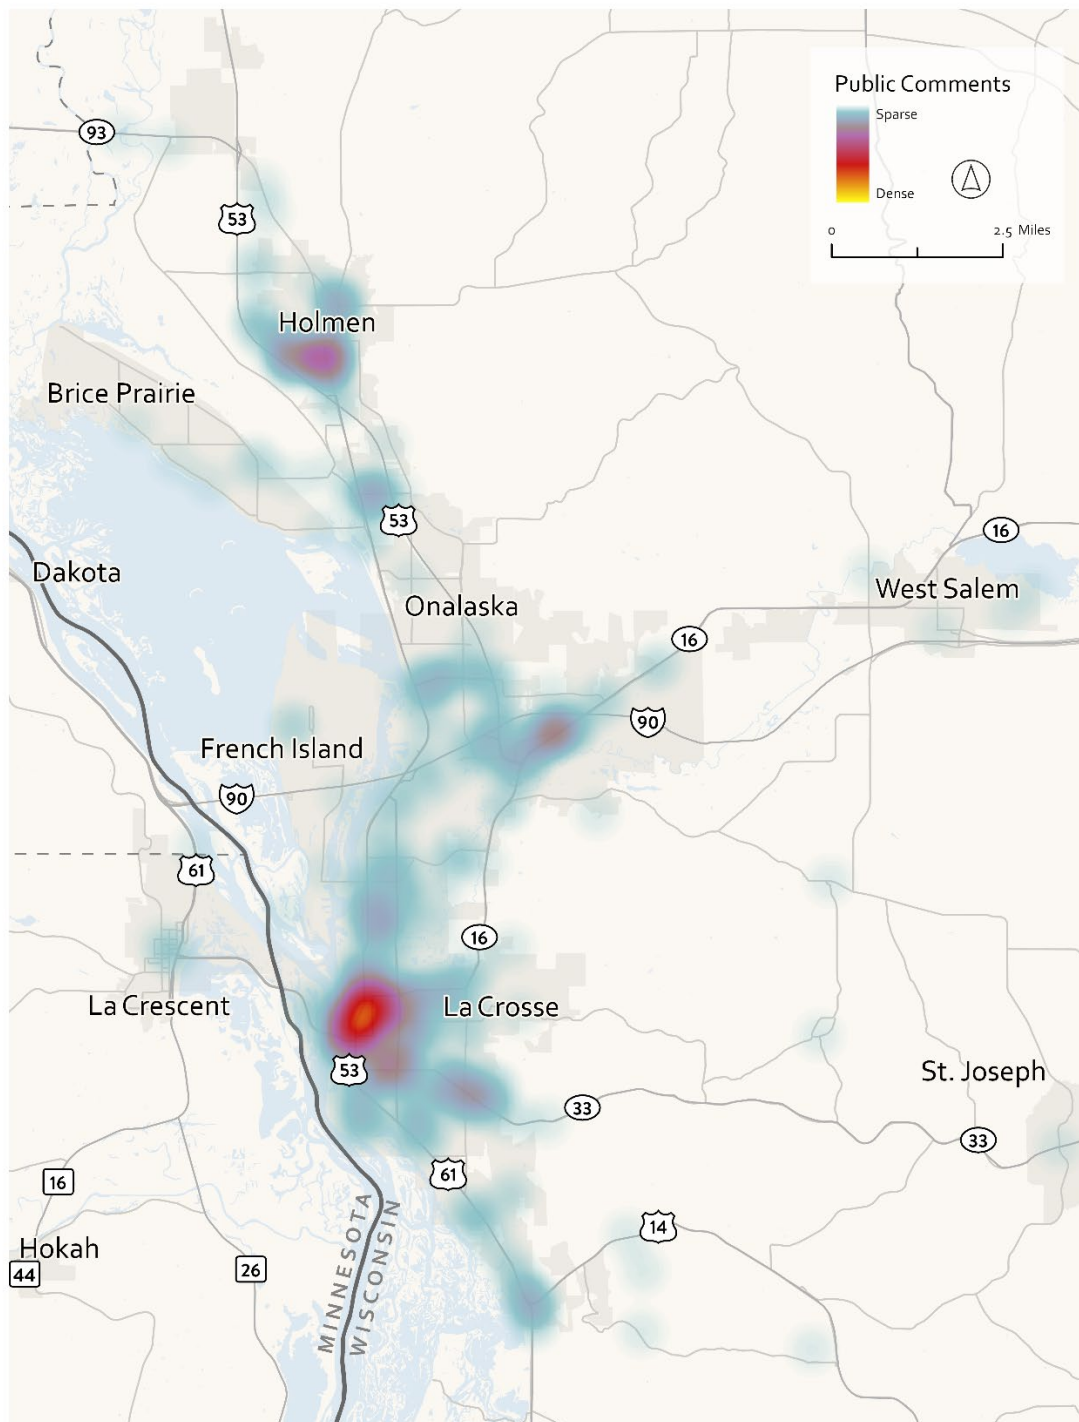 Public Comments
Sparse
Dense
0 2.5 Miles
93
53
Holmen
Brice Prairie
53
16
Dakota
West Salem
Onalaska
16
90
French Island
90
61
16
La Crescent
La Crosse
53
St. Joseph
33
33
61
16
MINNESOTA
WISCONSIN
14
Hokah
44
26